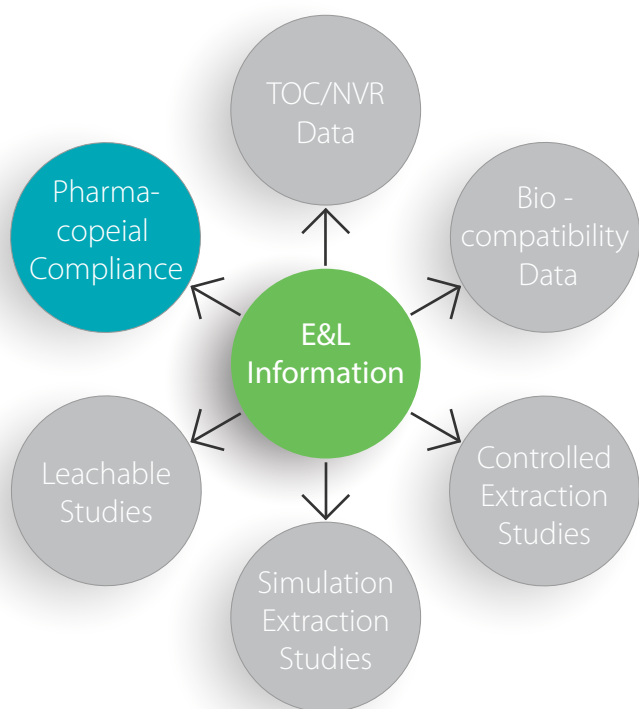 TOC/NVR
Data
Pharma-
copeial
Compliance
Bio -
compatibility
Data
E&L
Information
Leachable
Studies
Controlled
Extraction
Studies
Simulation
Extraction
Studies